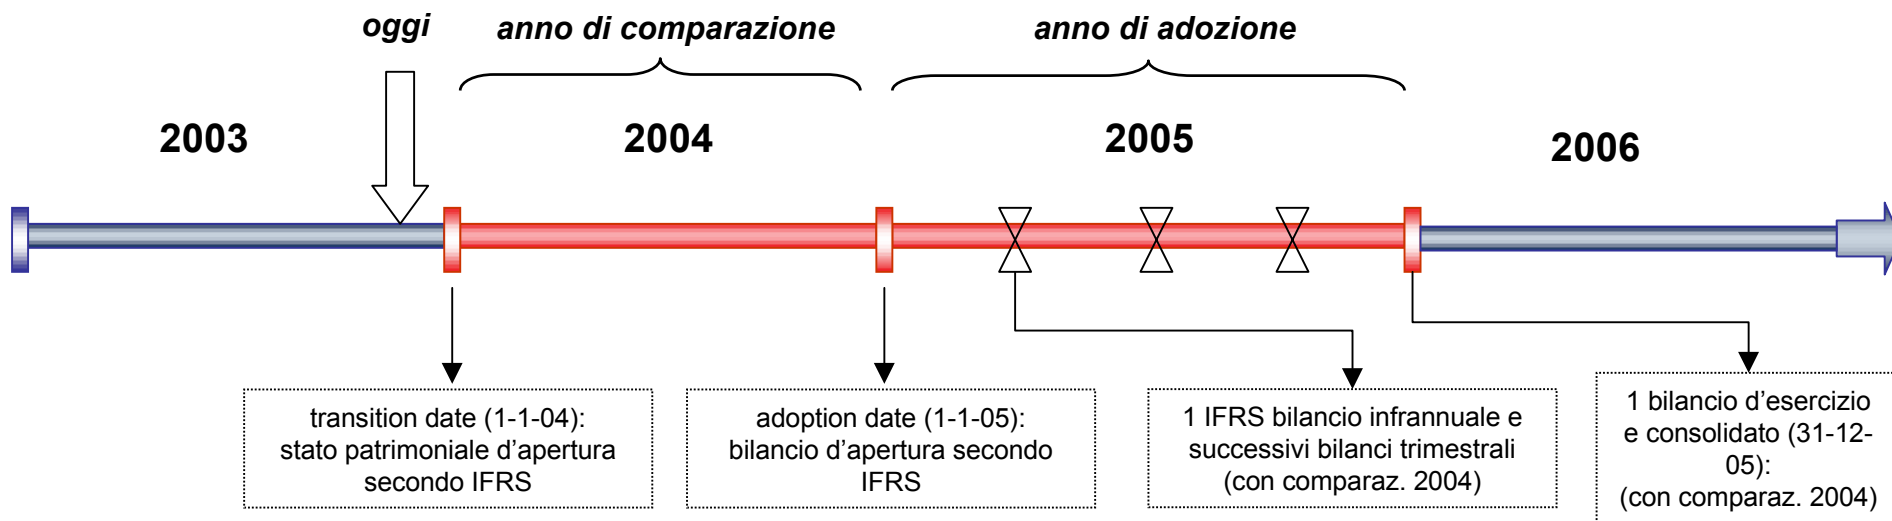 oggi
anno di comparazione
anno di adozione
2003
2004
2005
2006
transition date (1-1-04):
stato patrimoniale d’apertura
secondo IFRS
adoption date (1-1-05):
bilancio d’apertura secondo
IFRS
1 IFRS bilancio infrannuale e
successivi bilanci trimestrali
(con comparaz. 2004)
1 bilancio d’esercizio
e consolidato (31-12-
05):
(con comparaz. 2004)